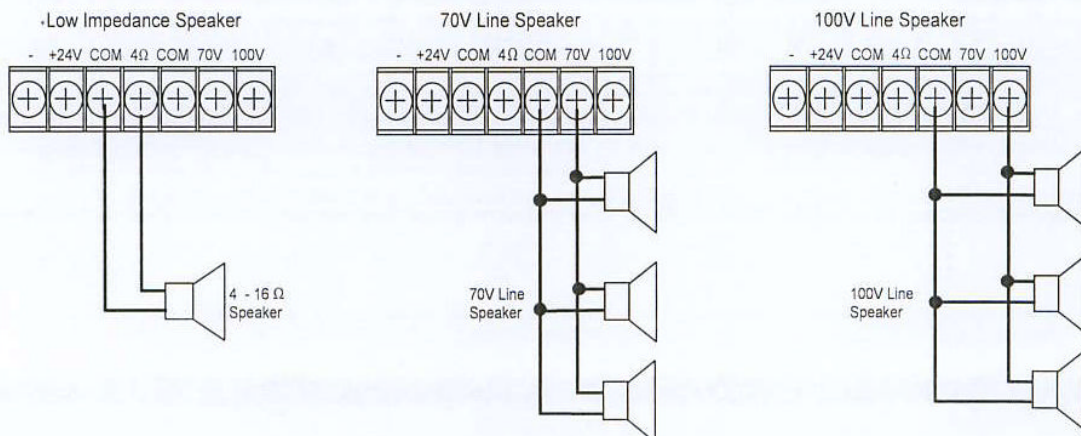 Low Impedance Speaker
- +24V COM 4Ω COM 70V 100V
4 - 16 Ω
Speaker
70V Line Speaker
- +24V COM 4Ω COM 70V 100V
70V Line
Speaker
100V Line Speaker
- +24V COM 4Ω COM 70V 100V
100V Line
Speaker